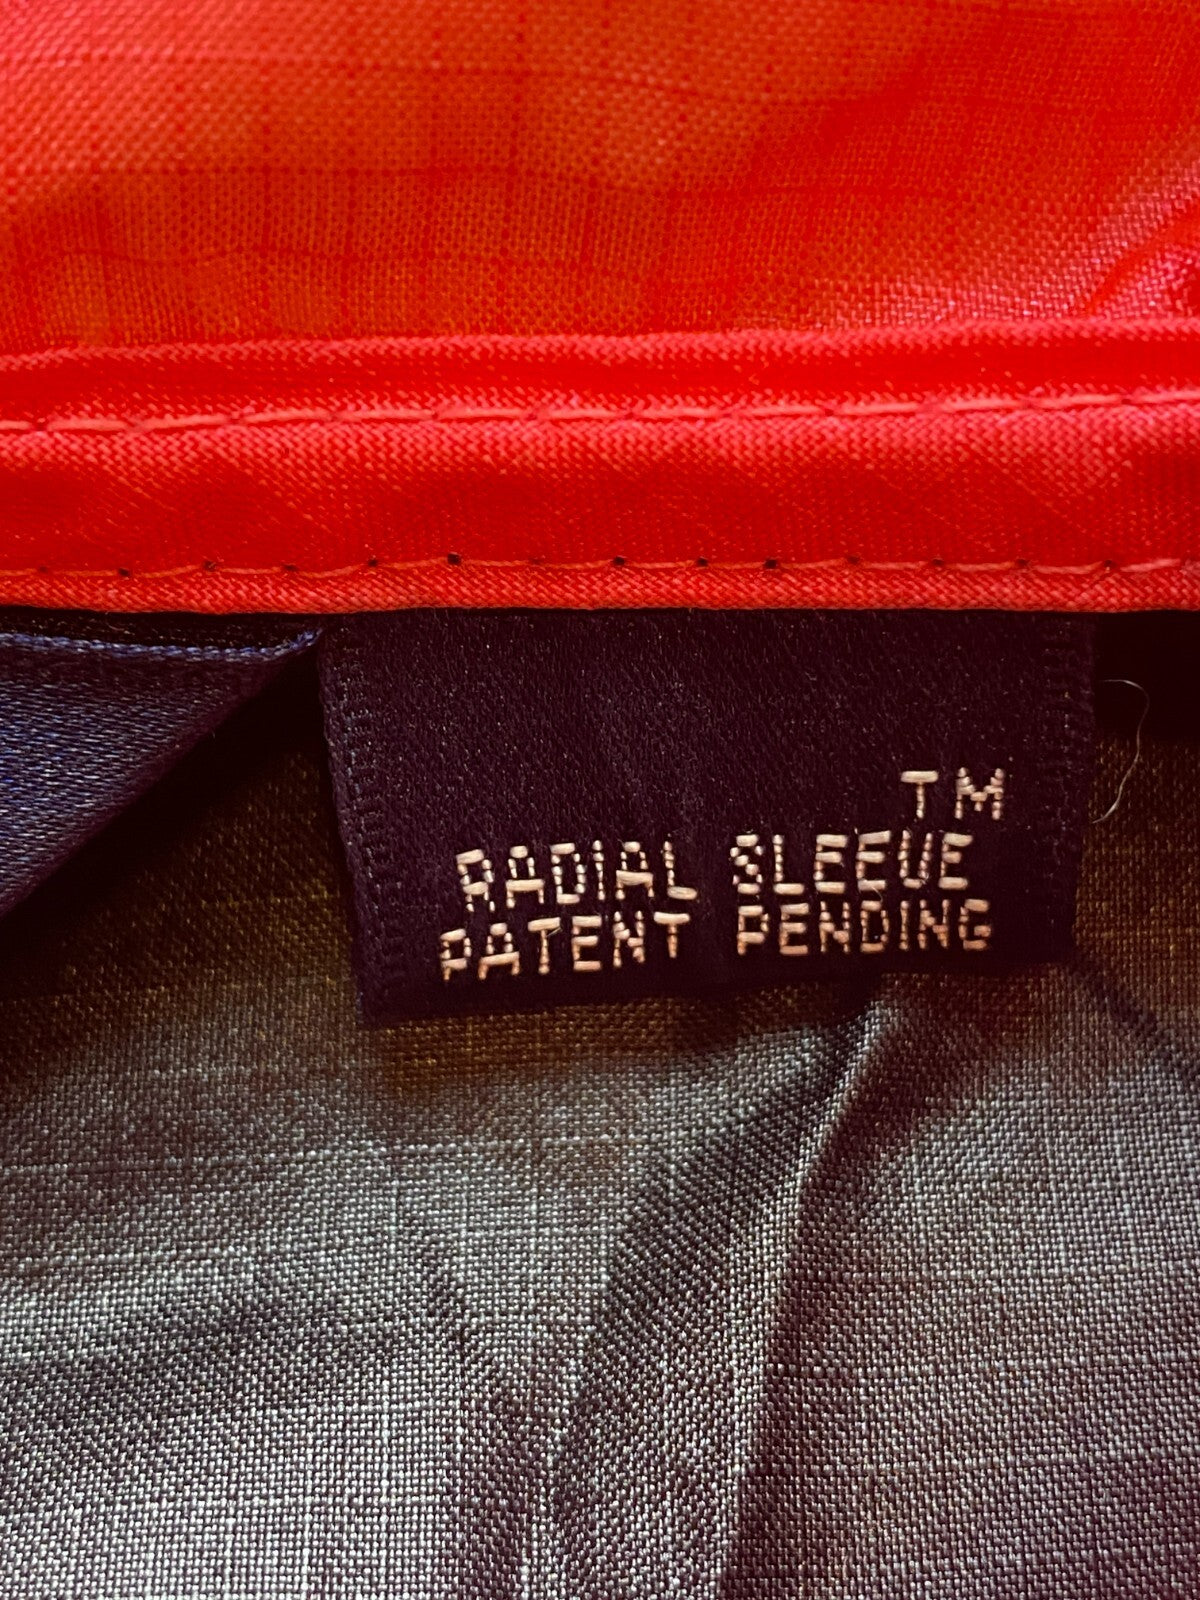 TM
RADIAL SLEEVE
PATENT PENDING